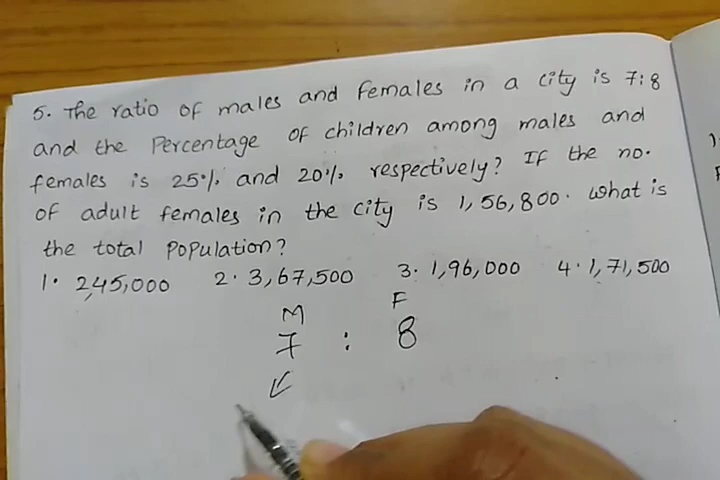 5. The ratio of males and females in a city is 7:8
and the Percentage of children among males and
females is 25% and 20% respectively? If the no.
of adult females in the city is 1,56,800. what is
the total population?
1. 2,45,000 2. 3,67,500 3. 1,96,000 4. 1,71,500
M F
7 : 8